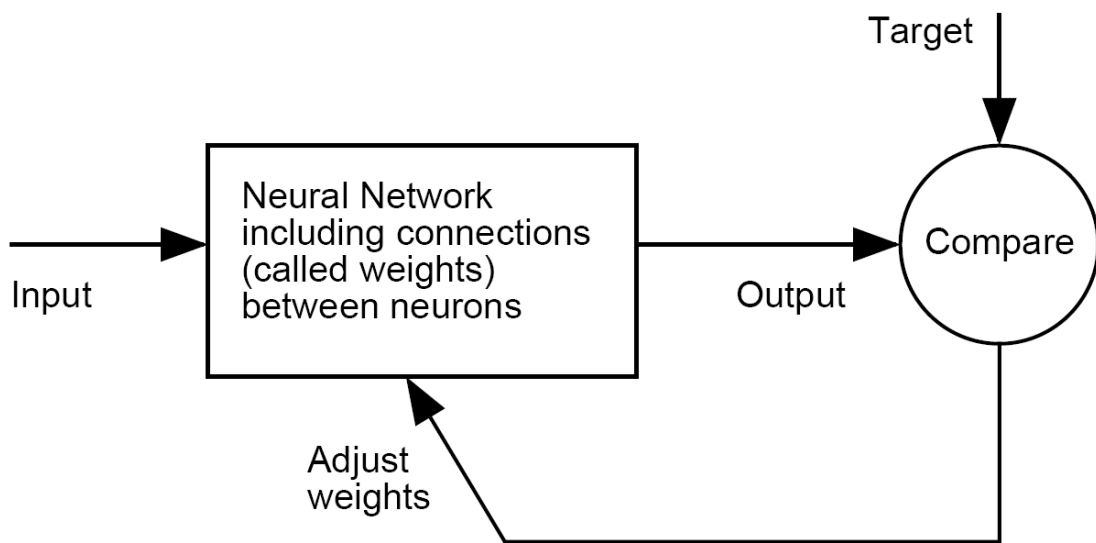 Target
Neural Network
including connections
(called weights)
between neurons
Compare
Input
Output
Adjust
weights